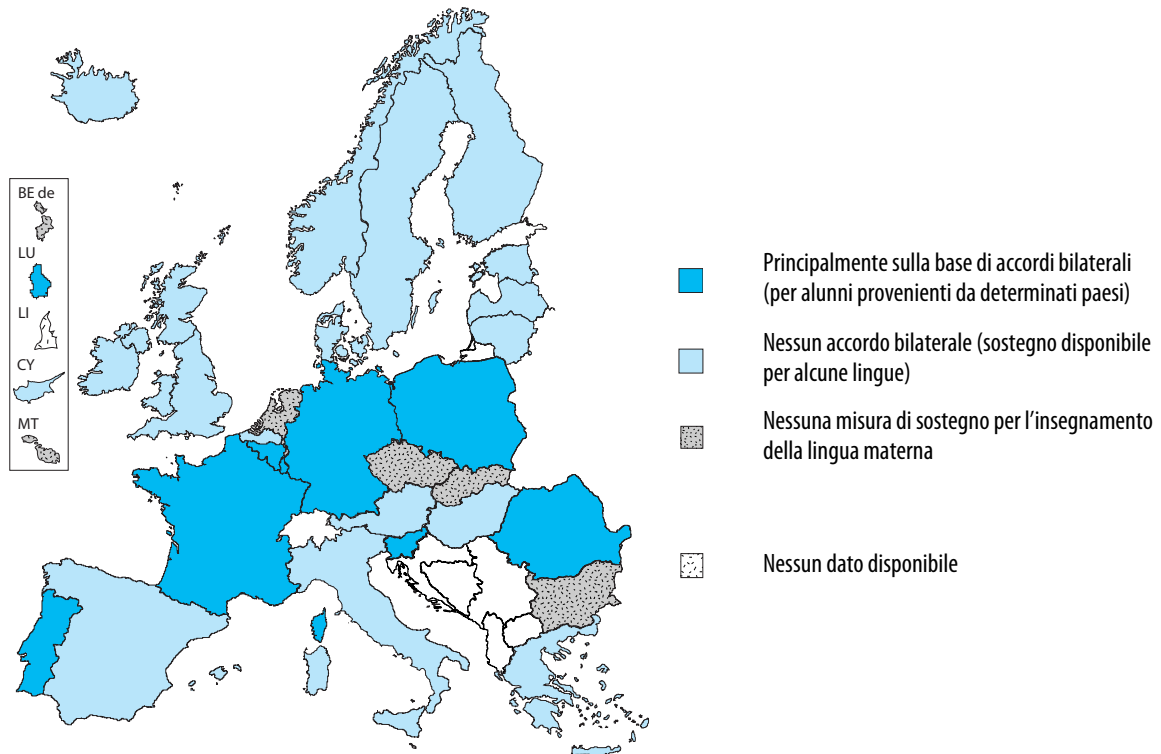 BE de
LU
LI
CY
MT
Principalmente sulla base di accordi bilaterali
(per alunni provenienti da determinati paesi)
Nessun accordo bilaterale (sostegno disponibile
per alcune lingue)
Nessuna misura di sostegno per l’insegnamento
della lingua materna
Nessun dato disponibile